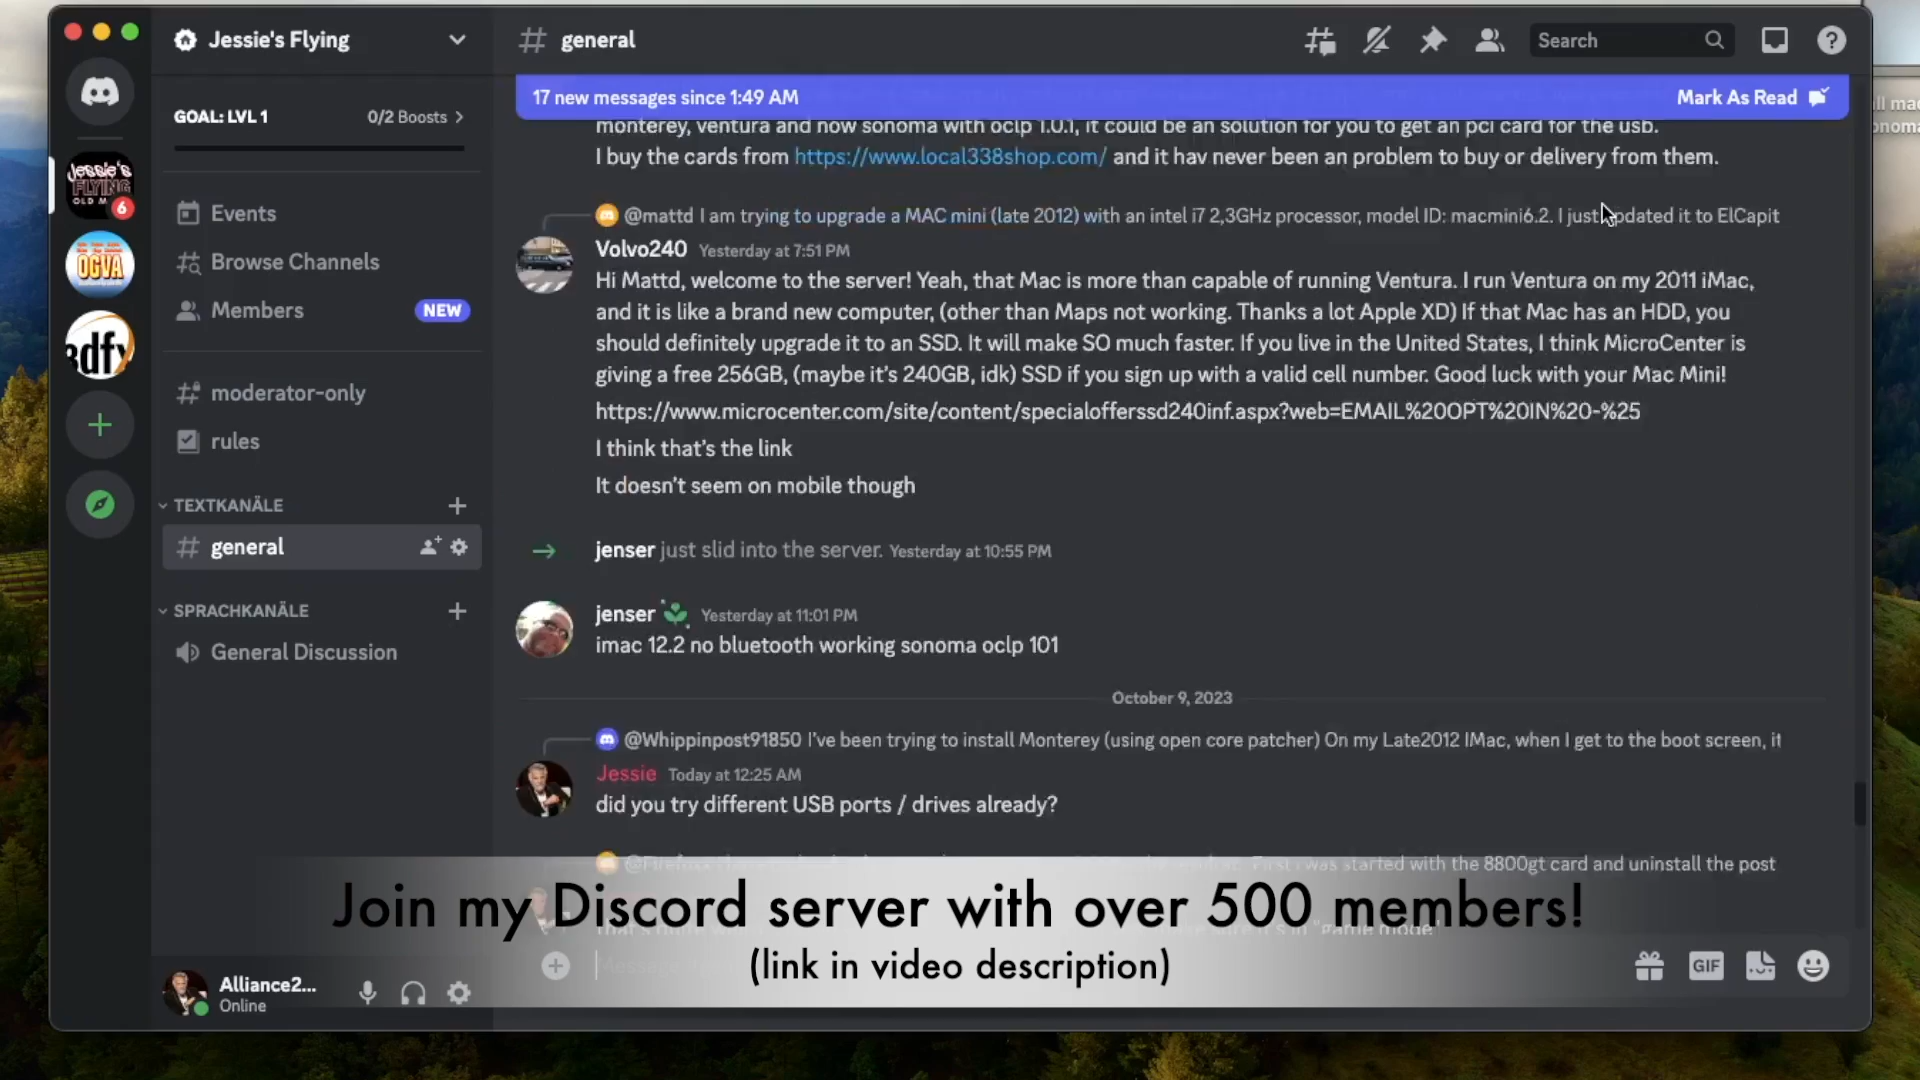 Jessie's Flying
general
Search
17 new messages since 1:49 AM
Mark As Read
GOAL: LVL 1
0/2 Boosts
monterey, ventura and now sonoma with oclp 1.0.1, it could be an solution for you to get an pci card for the usb.
I buy the cards from https://www.local338shop.com/ and it hav never been an problem to buy or delivery from them.
Jessie's
FLYING
OLD M
6
Events
@mattd I am trying to upgrade a MAC mini (late 2012) with an intel i7 2,3GHz processor, model ID: macmini6.2. I just updated it to ElCapit
Volvo240 Yesterday at 7:51 PM
OGVA
Browse Channels
Hi Mattd, welcome to the server! Yeah, that Mac is more than capable of running Ventura. I run Ventura on my 2011 iMac,
and it is like a brand new computer, (other than Maps not working. Thanks a lot Apple XD) If that Mac has an HDD, you
should definitely upgrade it to an SSD. It will make SO much faster. If you live in the United States, I think MicroCenter is
giving a free 256GB, (maybe it's 240GB, idk) SSD if you sign up with a valid cell number. Good luck with your Mac Mini!
Members
NEW
3dfx
moderator-only
https://www.microcenter.com/site/content/specialofferssd240inf.aspx?web=EMAIL%20OPT%20IN%20-%25
rules
I think that's the link
It doesn't seem on mobile though
TEXTKANÄLE
general
jenser just slid into the server. Yesterday at 10:55 PM
SPRACHKANÄLE
jenser Yesterday at 11:01 PM
imac 12.2 no bluetooth working sonoma oclp 101
General Discussion
October 9, 2023
@Whippinpost91850 I've been trying to install Monterey (using open core patcher) On my Late2012 IMac, when I get to the boot screen, it
Jessie Today at 12:25 AM
did you try different USB ports / drives already?
First i was started with the 8800gt card and uninstall the post
Join my Discord server with over 500 members!
"game mode"
(link in video description)
GIF
Alliance2...
Online